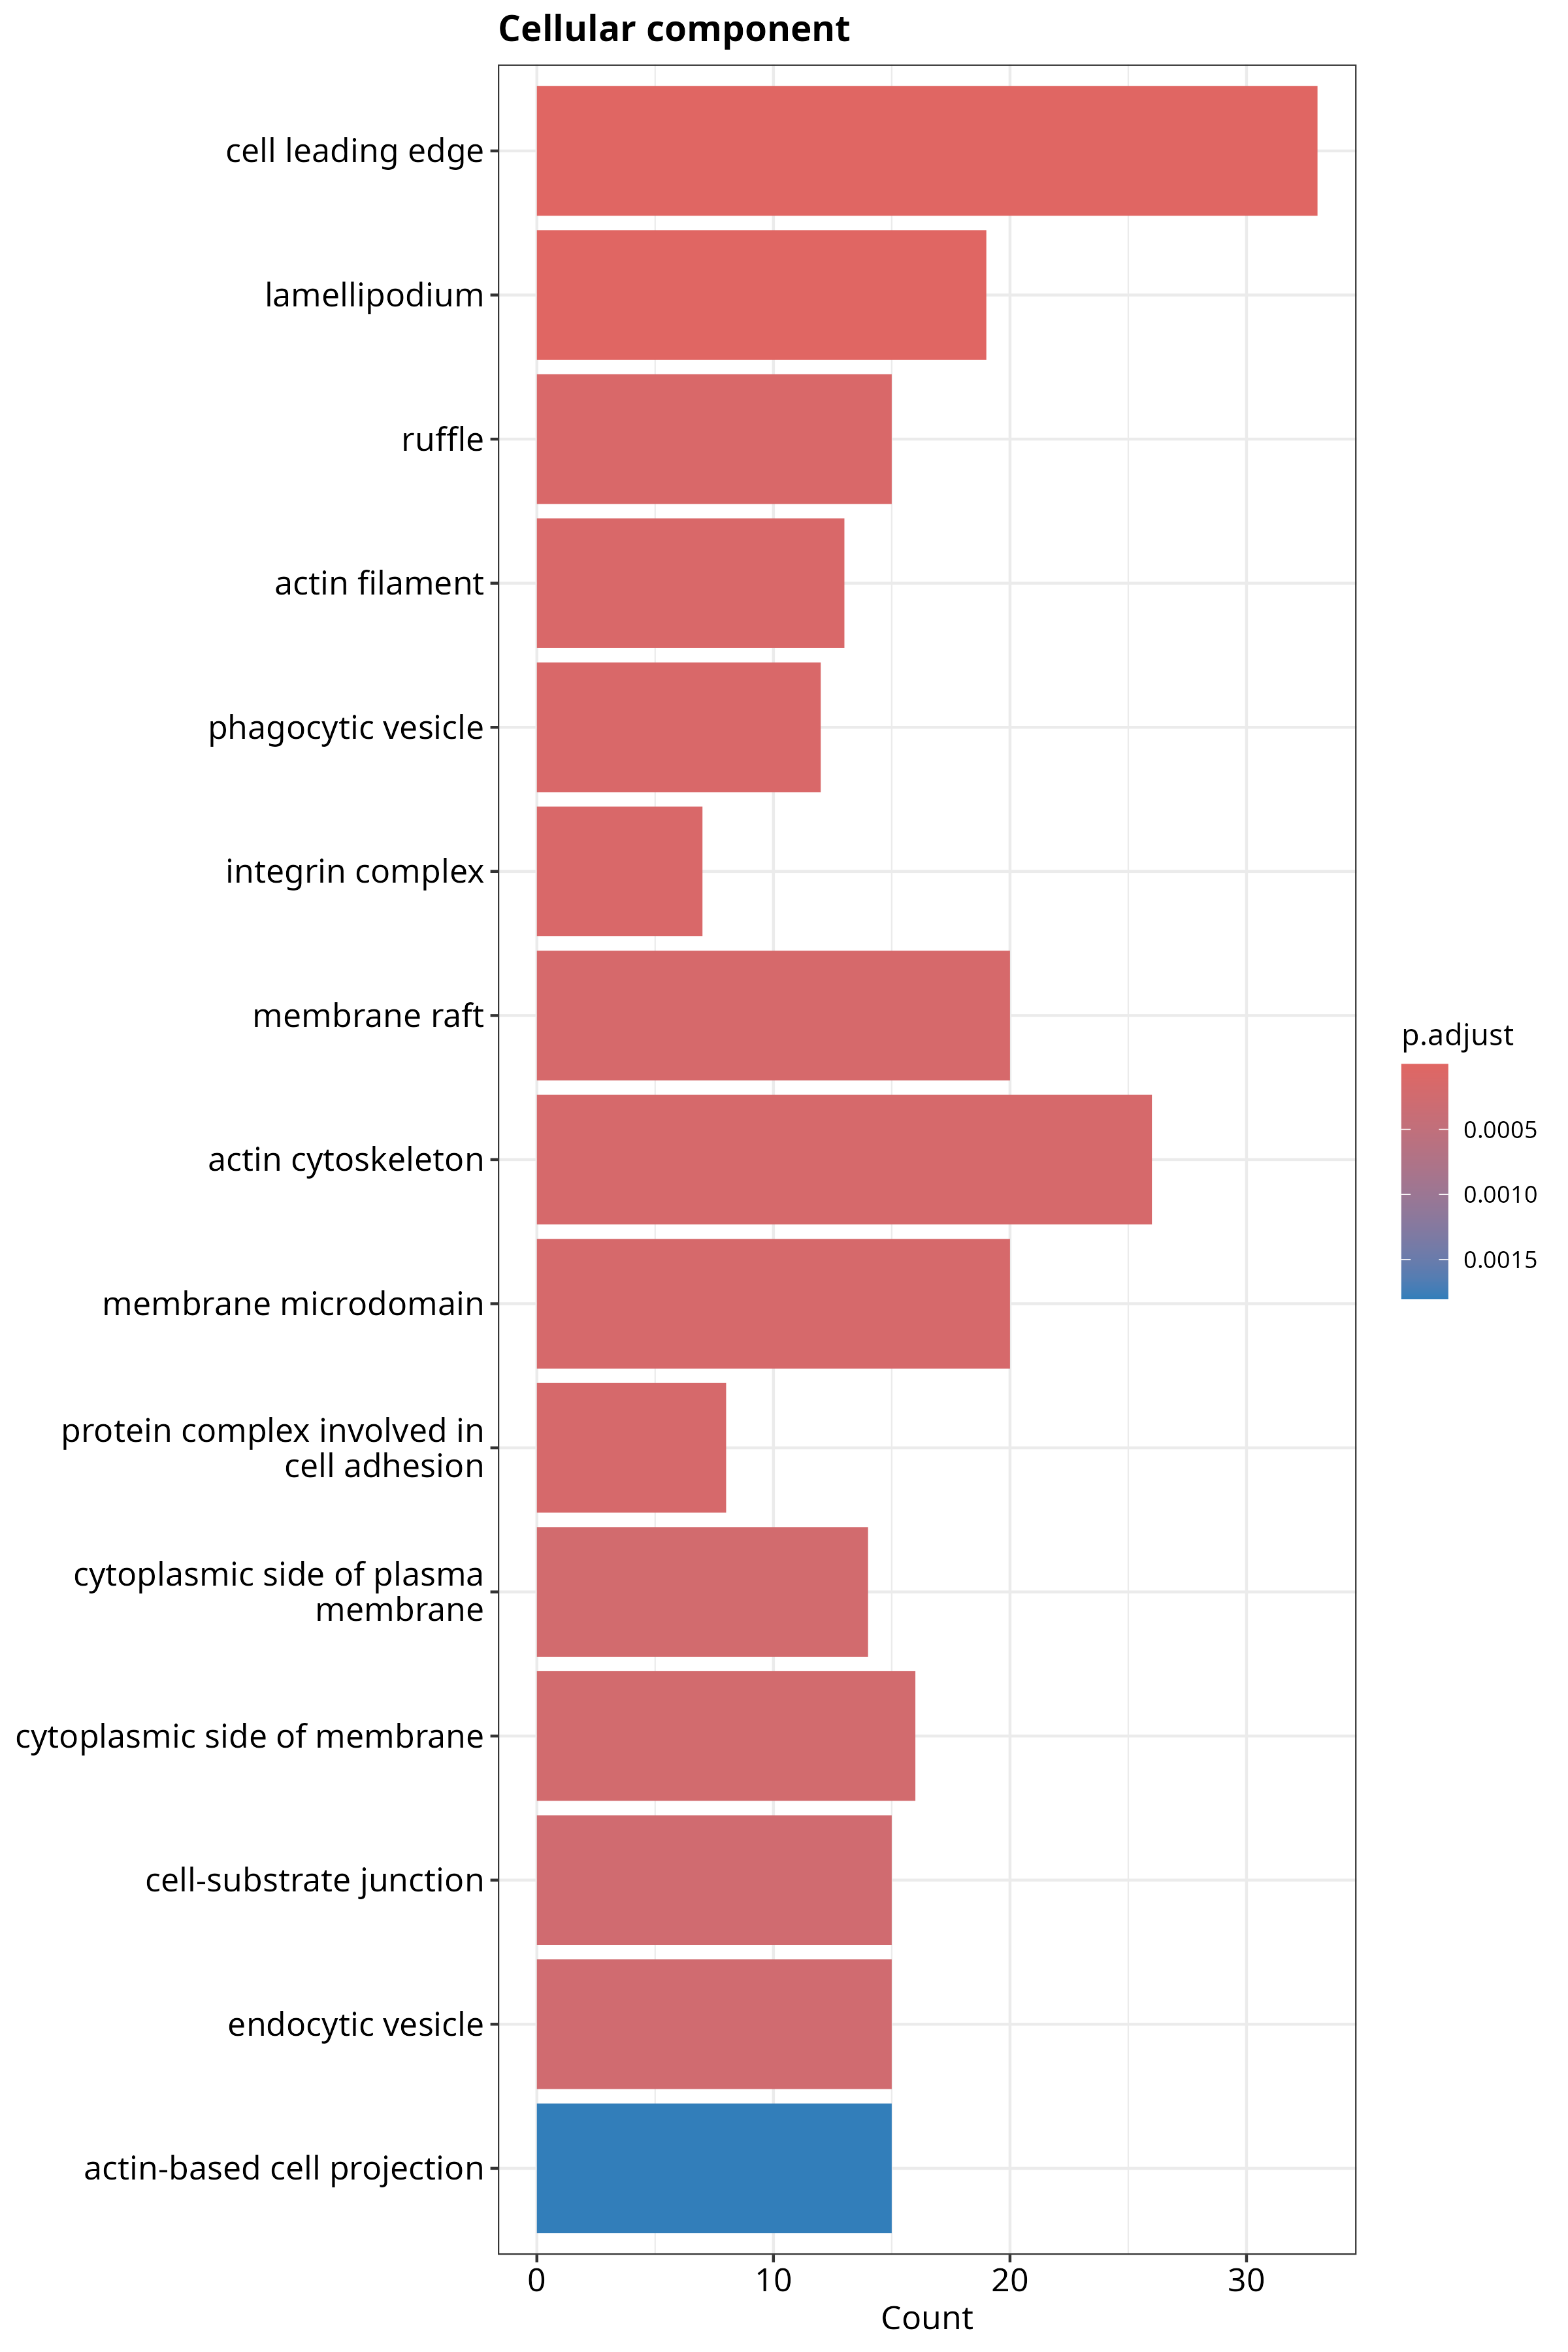 Cellular component
cell leading edge
lamellipodium
ruffle
actin filament
phagocytic vesicle
integrin complex
membrane raft
actin cytoskeleton
membrane microdomain
protein complex involved in
cell adhesion
cytoplasmic side of plasma
membrane
cytoplasmic side of membrane
cell-substrate junction
endocytic vesicle
actin-based cell projection
0 10 20 30
Count
p.adjust
0.0005
0.0010
0.0015